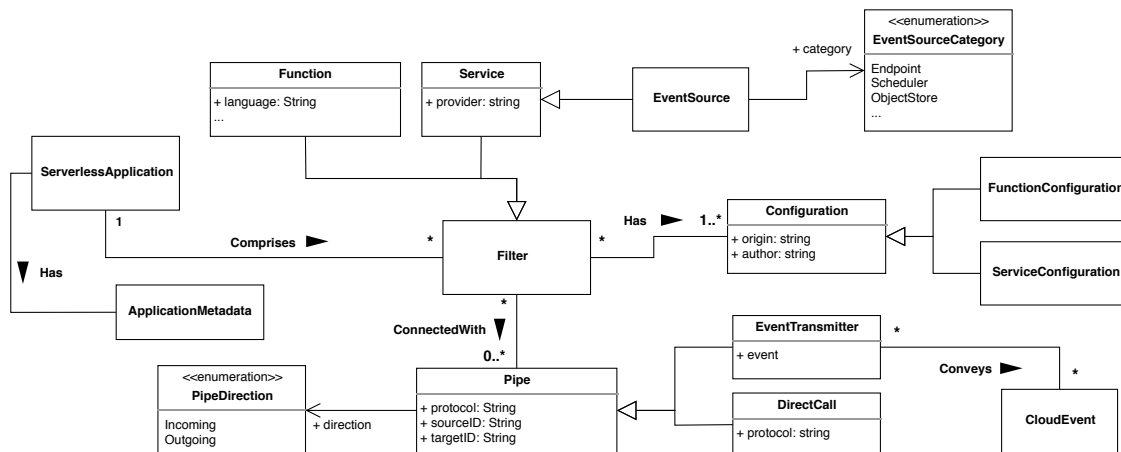 <<enumeration>>
EventSourceCategory
Endpoint
Scheduler
ObjectStore
...
+ category
Function
+ language: String
...
Service
+ provider: string
EventSource
ServerlessApplication
1
Comprises
*
Has
ApplicationMetadata
Filter
*
Has
1..*
Configuration
+ origin: string
+ author: string
FunctionConfiguration
ServiceConfiguration
*
ConnectedWith
0..*
<<enumeration>>
PipeDirection
Incoming
Outgoing
+ direction
Pipe
+ protocol: String
+ sourceID: String
+ targetID: String
EventTransmitter
+ event
*
Conveys
*
DirectCall
+ protocol: string
CloudEvent